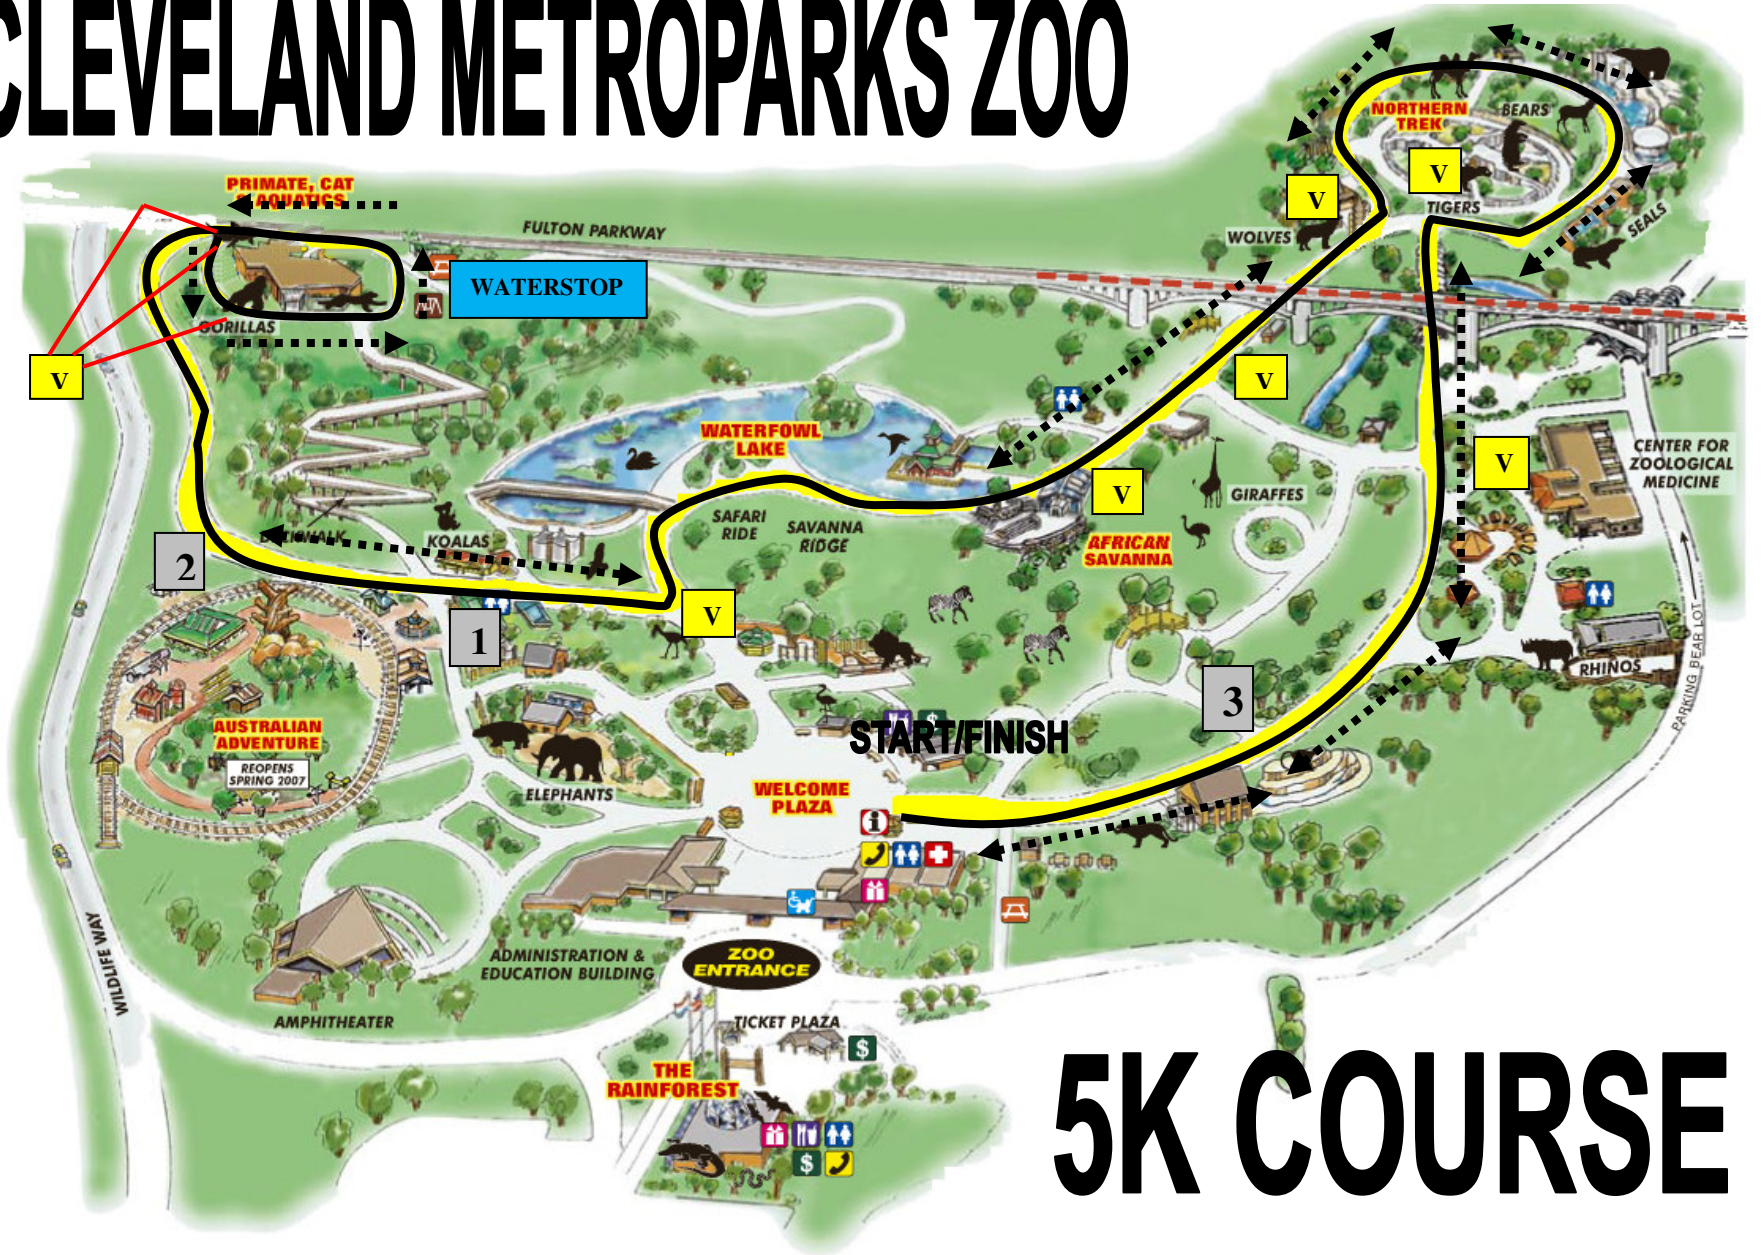 CLEVELAND METROPARKS ZOO
PRIMATE, CAT
& AQUATICS
FULTON PARKWAY
NORTHERN
TREK
BEARS
V
V
TIGERS
WOLVES
SEALS
WATERSTOP
GORILLAS
V
V
WATERFOWL
LAKE
V
V
CENTER FOR
ZOOLOGICAL
MEDICINE
GIRAFFES
SAFARI
RIDE
SAVANNA
RIDGE
AFRICAN
SAVANNA
KOALAS
2
1
V
3
RHINOS
PARKING BEAR LOT
AUSTRALIAN
ADVENTURE
REOPENS
SPRING 2007
START/FINISH
ELEPHANTS
WELCOME
PLAZA
i
WILDLIFE WAY
ADMINISTRATION &
EDUCATION BUILDING
ZOO
ENTRANCE
AMPHITHEATER
TICKET PLAZA
$
THE
RAINFOREST
$
5K COURSE